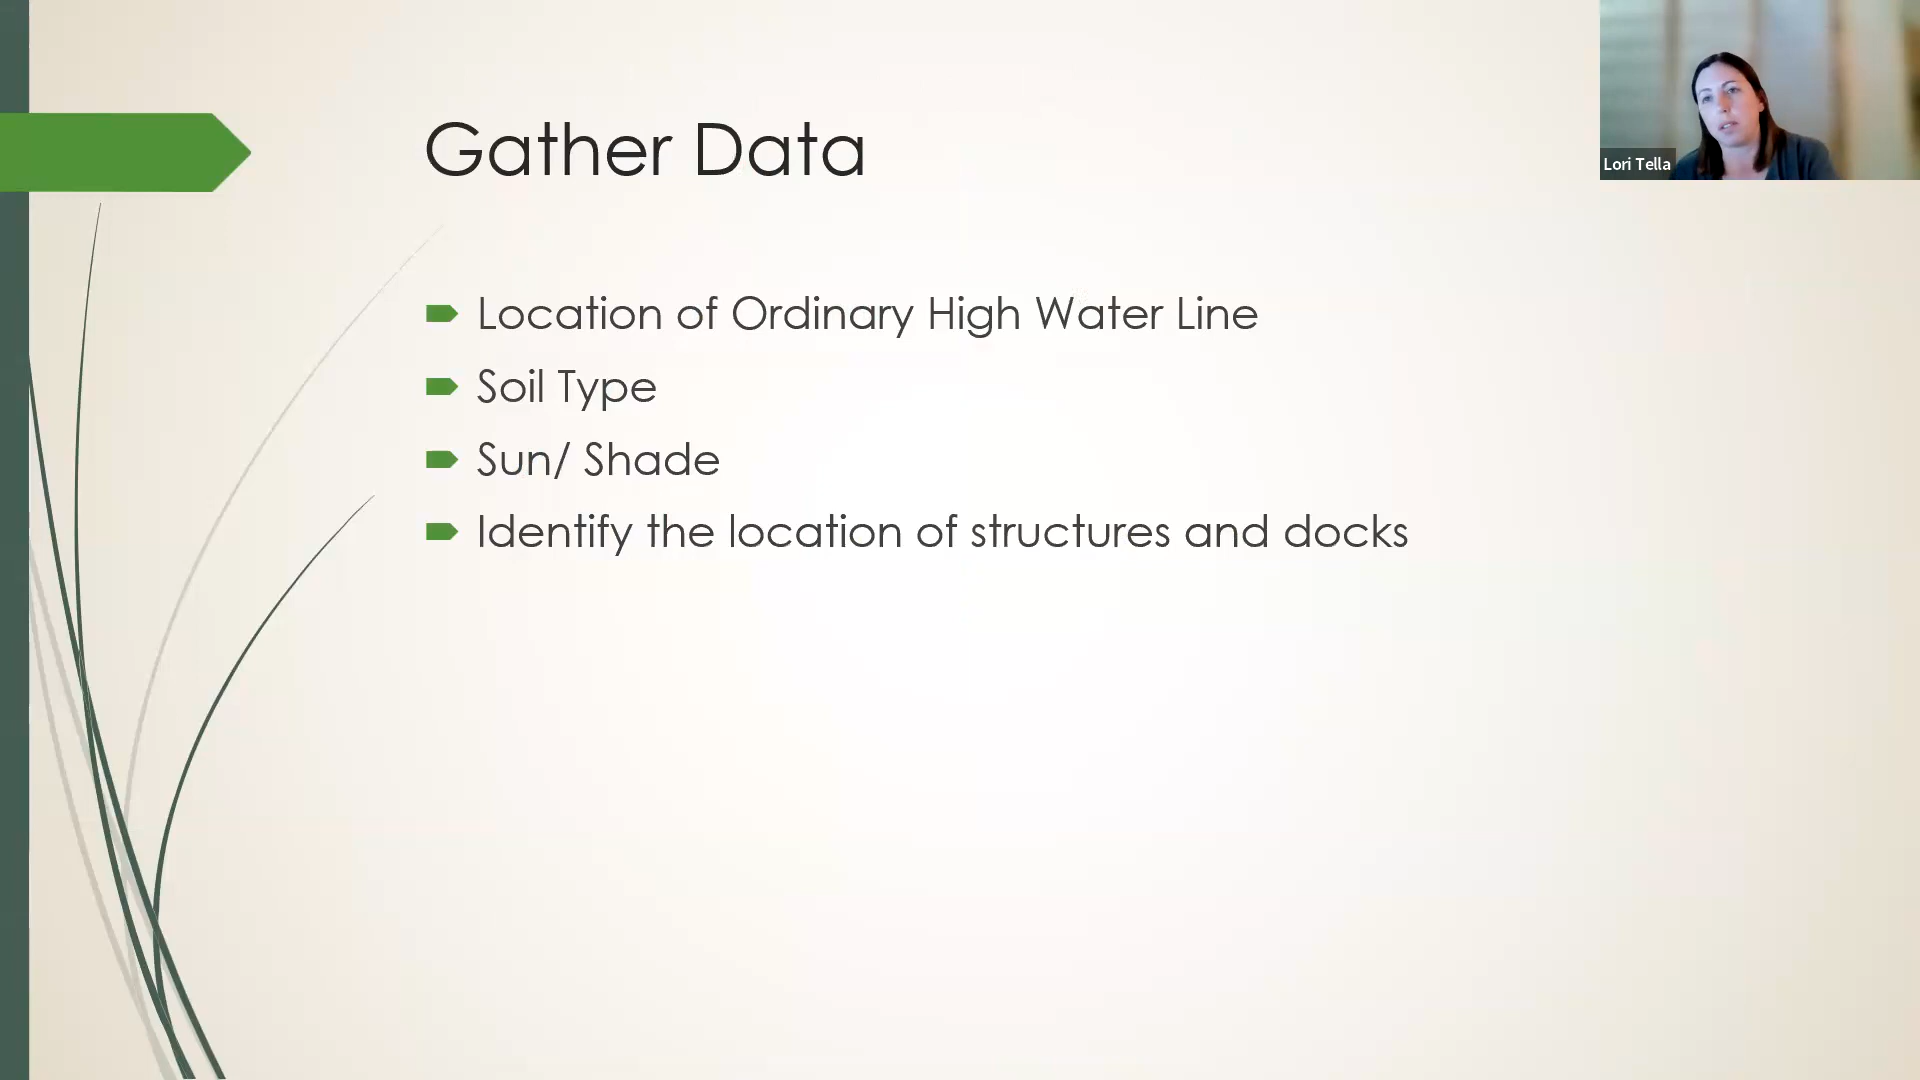 Gather Data
Lori Tella
Location of Ordinary High Water Line
Soil Type
Sun/ Shade
Identify the location of structures and docks